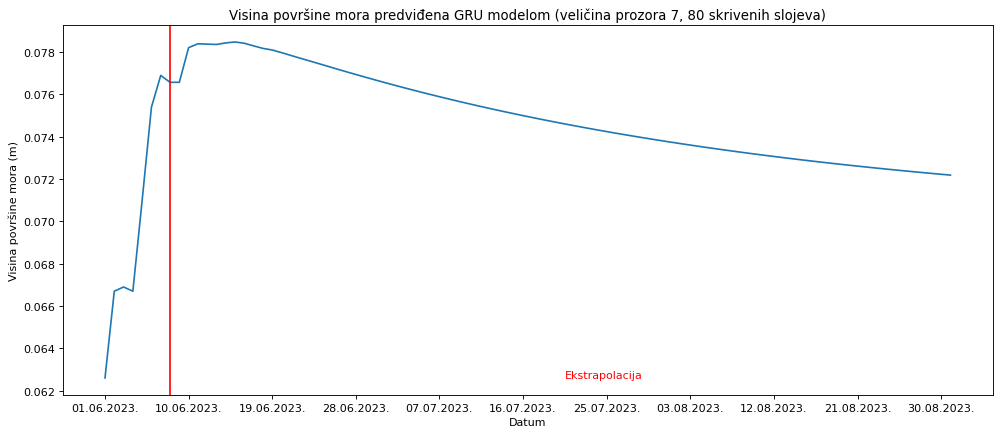 Visina površine mora predviđena GRU modelom (veličina prozora 7, 80 skrivenih slojeva)
Visina površine mora (m)
0.078
0.076
0.074
0.072
0.070
0.068
0.066
0.064
0.062
Ekstrapolacija
01.06.2023. 10.06.2023. 19.06.2023. 28.06.2023. 07.07.2023. 16.07.2023. 25.07.2023. 03.08.2023. 12.08.2023. 21.08.2023. 30.08.2023.
Datum